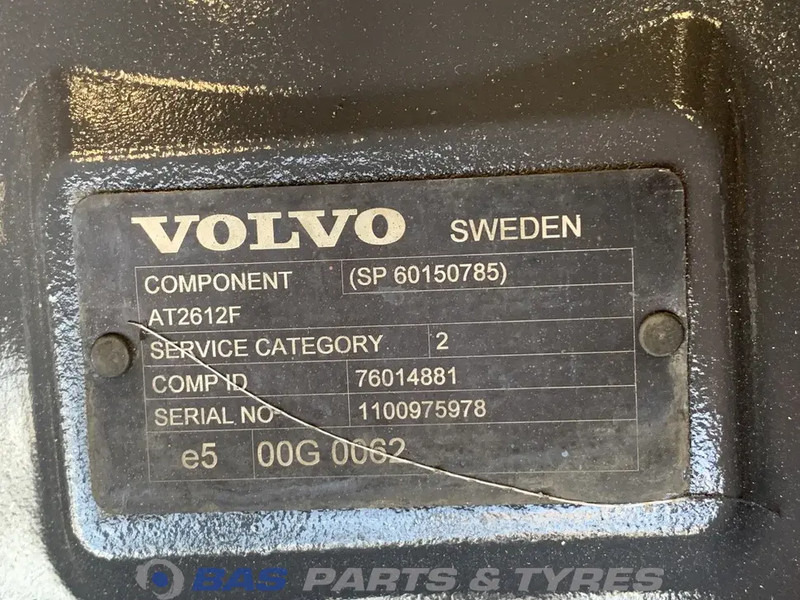 VOLVO SWEDEN
COMPONENT (SP 60150785)
AT2612F
SERVICE CATEGORY 2
COMP ID 76014881
SERIAL NO 1100975978
e5 00G 0062
BAS PARTS & TYRES